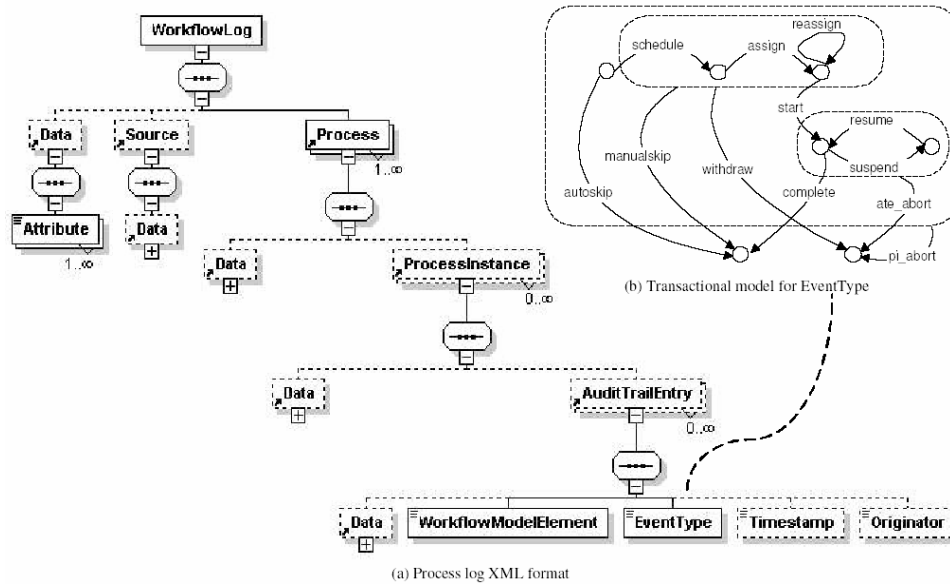 WorkflowLog
Data
Source
Process
1..∞
Attribute
1..∞
Data
Data
ProcessInstance
0..∞
Data
AuditTrailEntry
0..∞
Data
WorkflowModelElement
EventType
Timestamp
Originator
(a) Process log XML format
reassign
schedule
assign
start
resume
manualskip
withdraw
suspend
autoskip
complete
ate_abort
pi_abort
(b) Transactional model for EventType